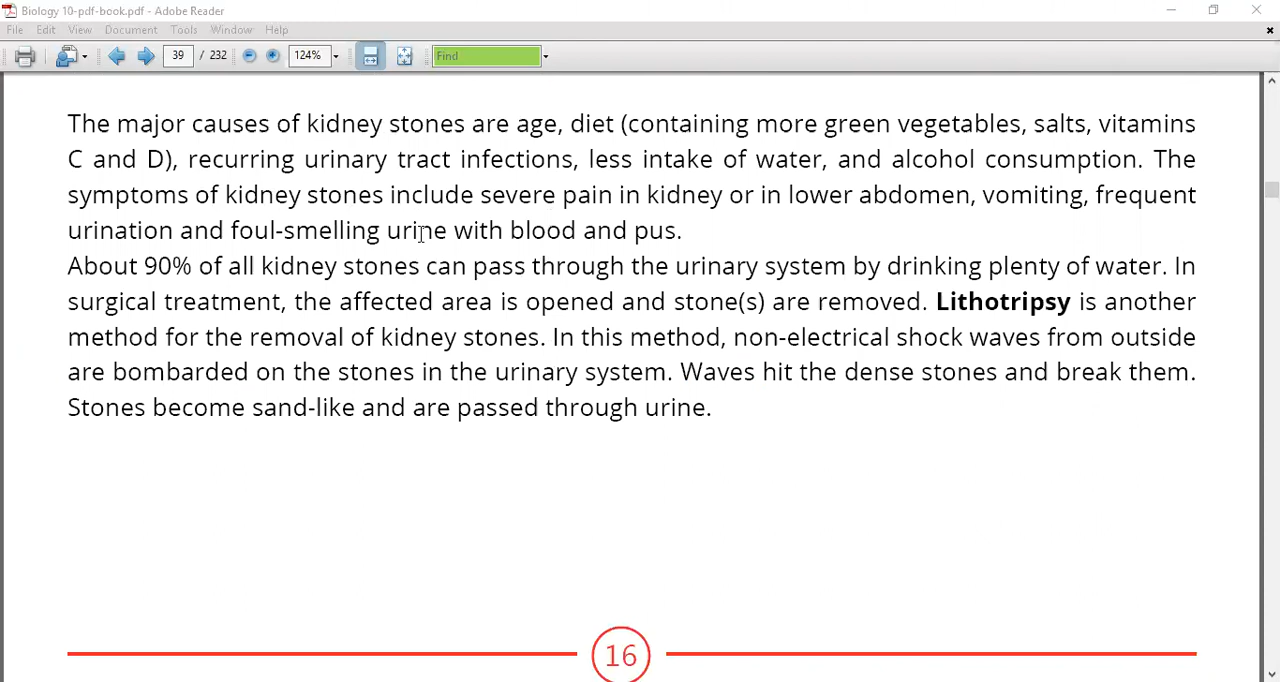 Biology 10-pdf-book.pdf - Adobe Reader
File Edit View Document Tools Window Help
39 / 232 124% Find
The major causes of kidney stones are age, diet (containing more green vegetables, salts, vitamins
C and D), recurring urinary tract infections, less intake of water, and alcohol consumption. The
symptoms of kidney stones include severe pain in kidney or in lower abdomen, vomiting, frequent
urination and foul-smelling urine with blood and pus.
About 90% of all kidney stones can pass through the urinary system by drinking plenty of water. In
surgical treatment, the affected area is opened and stone(s) are removed. Lithotripsy is another
method for the removal of kidney stones. In this method, non-electrical shock waves from outside
are bombarded on the stones in the urinary system. Waves hit the dense stones and break them.
Stones become sand-like and are passed through urine.
16